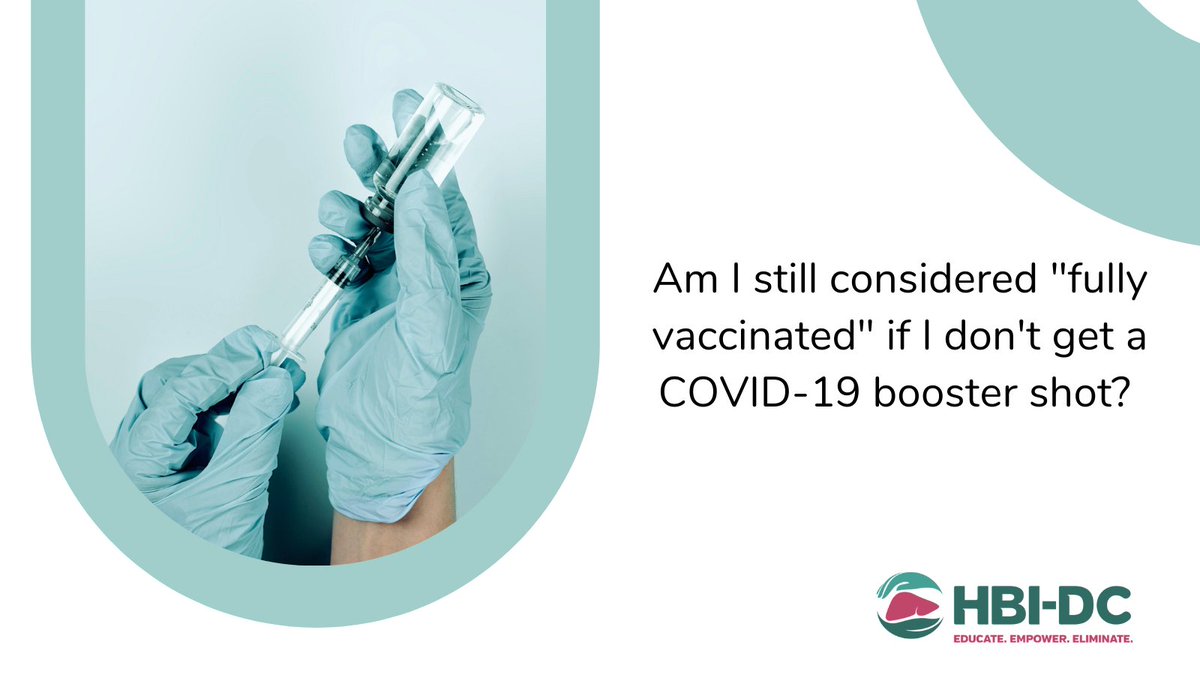 Am I still considered "fully
vaccinated" if I don't get a
COVID-19 booster shot?
HBI-DC
EDUCATE. EMPOWER. ELIMINATE.